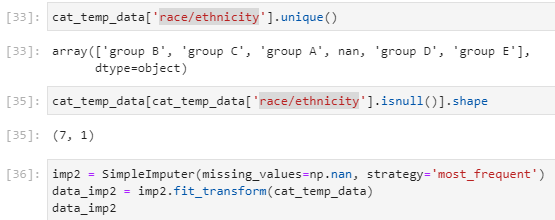 [33]: cat_temp_data['race/ethnicity'].unique()
[33]: array(['group B', 'group C', 'group A', nan, 'group D', 'group E'],
dtype=object)
[35]: cat_temp_data[cat_temp_data['race/ethnicity'].isnull()].shape
[35]: (7, 1)
[36]: imp2 = SimpleImputer(missing_values=np.nan, strategy='most_frequent')
data_imp2 = imp2.fit_transform(cat_temp_data)
data_imp2